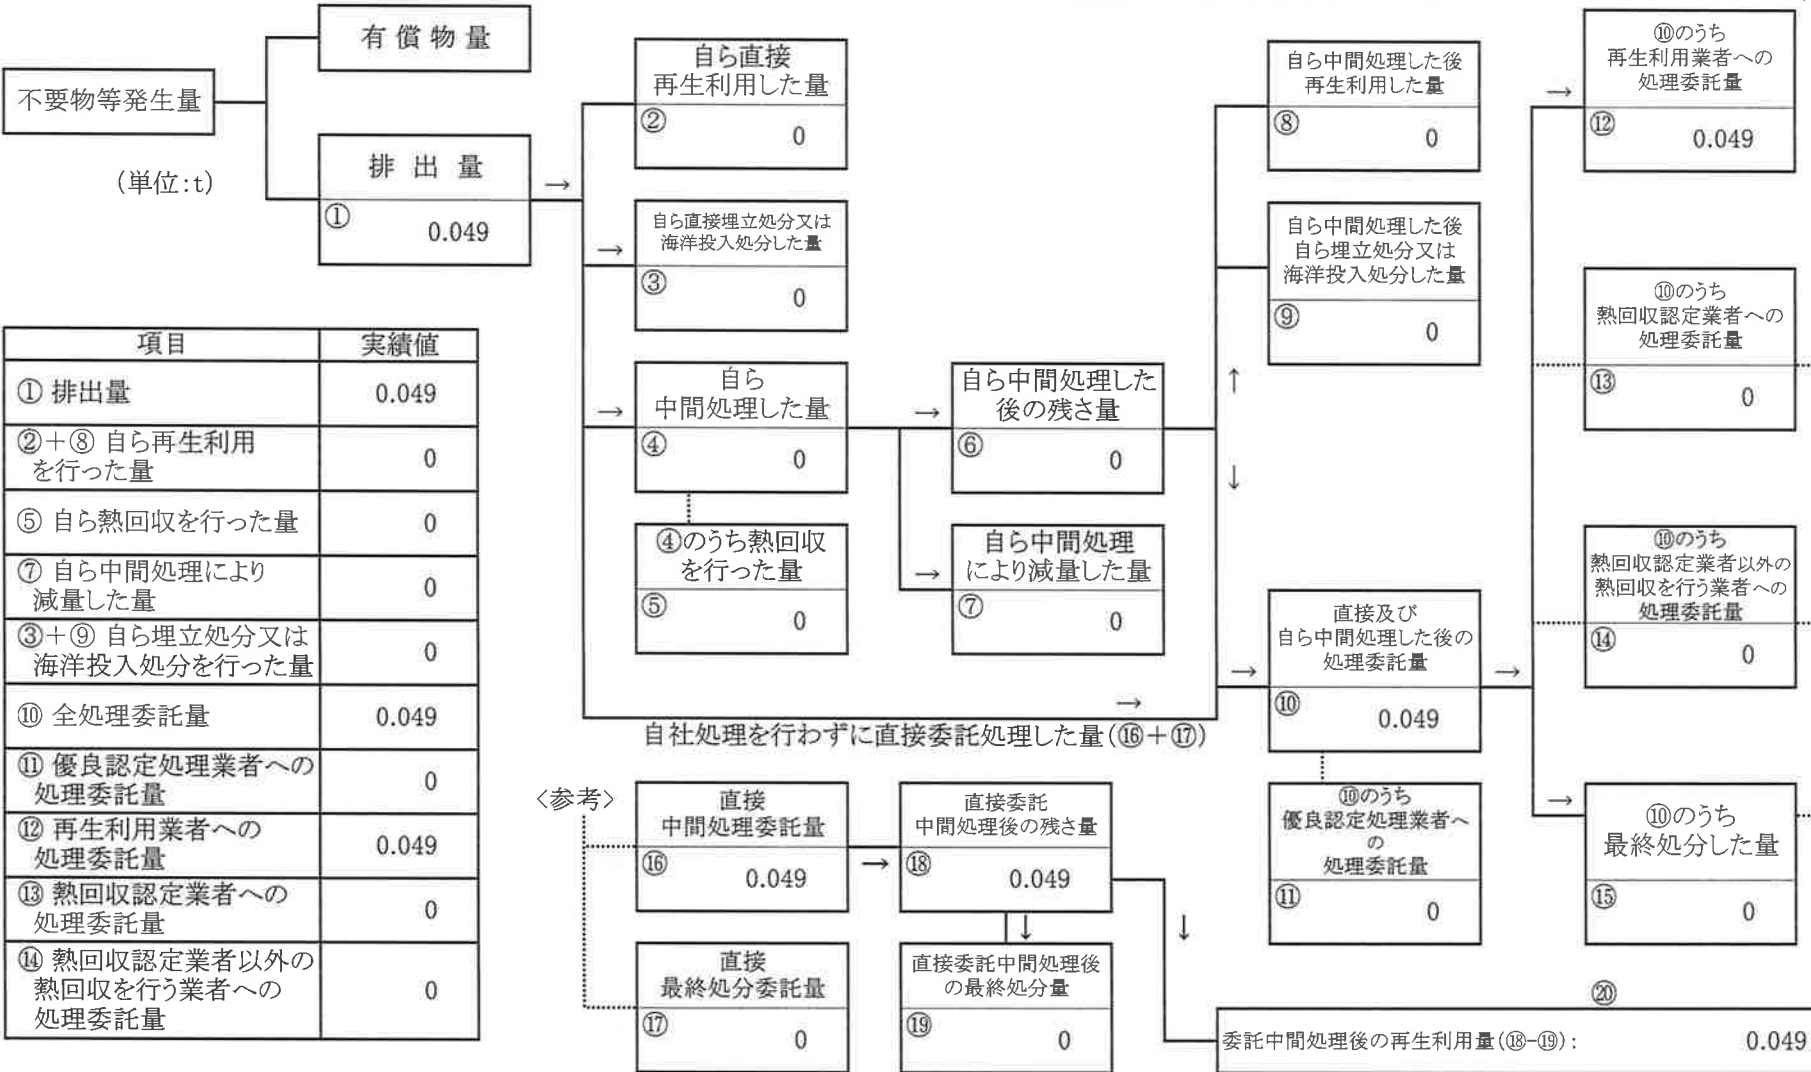 不要物等発生量
(単位:t)
有償物量
排出量
① 0.049
自ら直接
再生利用した量
② 0
自ら直接埋立処分又は
海洋投入処分した量
③ 0
自ら
中間処理した量
④ 0
④のうち熱回収
を行った量
⑤ 0
自ら中間処理した
後の残さ量
⑥ 0
自ら中間処理
により減量した量
⑦ 0
自ら中間処理した後
再生利用した量
⑧ 0
自ら中間処理した後
自ら埋立処分又は
海洋投入処分した量
⑨ 0
直接及び
自ら中間処理した後の
処理委託量
⑩ 0.049
⑩のうち
優良認定処理業者へ
の
処理委託量
⑪ 0
⑩のうち
再生利用業者への
処理委託量
⑫ 0.049
⑩のうち
熱回収認定業者への
処理委託量
⑬ 0
⑩のうち
熱回収認定業者以外の
熱回収を行う業者への
処理委託量
⑭ 0
⑩のうち
最終処分した量
⑮ 0
自社処理を行わずに直接委託処理した量(⑯+⑰)
<参考>
直接
中間処理委託量
⑯ 0.049
直接
最終処分委託量
⑰ 0
直接委託
中間処理後の残さ量
⑱ 0.049
直接委託中間処理後
の最終処分量
⑲ 0
⑳
委託中間処理後の再生利用量(⑱-⑲): 0.049
項目 実績値
① 排出量 0.049
②+⑧ 自ら再生利用
を行った量 0
⑤ 自ら熱回収を行った量 0
⑦ 自ら中間処理により
減量した量 0
③+⑨ 自ら埋立処分又は
海洋投入処分を行った量 0
⑩ 全処理委託量 0.049
⑪ 優良認定処理業者への
処理委託量 0
⑫ 再生利用業者への
処理委託量 0.049
⑬ 熱回収認定業者への
処理委託量 0
⑭ 熱回収認定業者以外の
熱回収を行う業者への
処理委託量 0